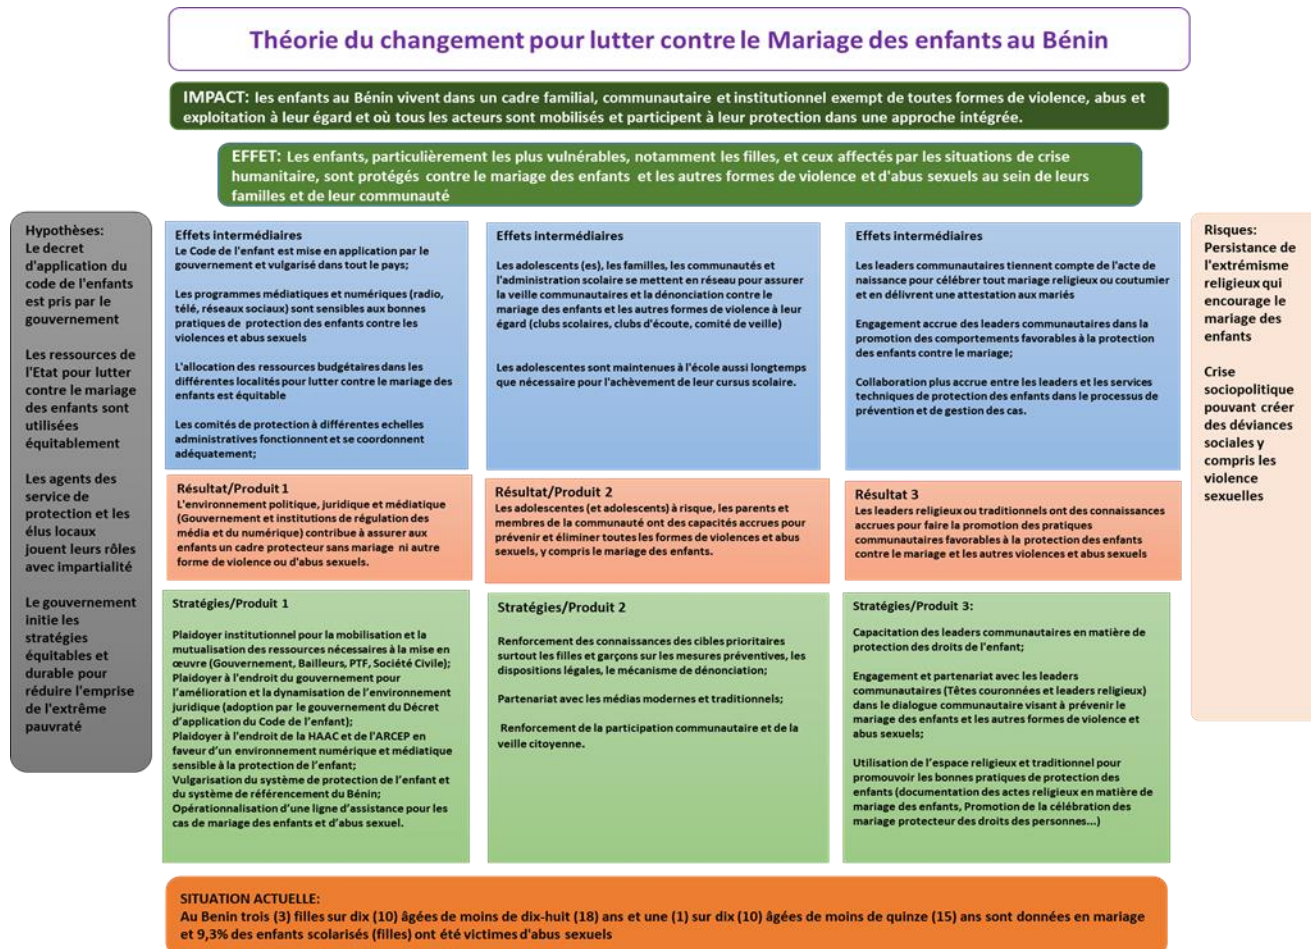 Théorie du changement pour lutter contre le Mariage des enfants au Bénin
IMPACT: les enfants au Bénin vivent dans un cadre familial, communautaire et institutionnel exempt de toutes formes de violence, abus et
exploitation à leur égard et où tous les acteurs sont mobilisés et participent à leur protection dans une approche intégrée.
EFFET: Les enfants, particulièrement les plus vulnérables, notamment les filles, et ceux affectés par les situations de crise
humanitaire, sont protégés contre le mariage des enfants et les autres formes de violence et d'abus sexuels au sein de leurs
familles et de leur communauté
Hypothèses:
Le decret
d'application du
code de l'enfants
est pris par le
gouvernement
Les ressources de
l'Etat pour lutter
contre le mariage
des enfants sont
utilisées
équitablement
Les agents des
service de
protection et les
élus locaux
jouent leurs rôles
avec impartialité
Le gouvernement
initie les
stratégies
équitables et
durable pour
réduire l'emprise
de l'extrême
pauvraté
Effets intermédiaires
Le Code de l'enfant est mise en application par le
gouvernement et vulgarisé dans tout le pays;
Les programmes médiatiques et numériques (radio,
télé, réseaux sociaux) sont sensibles aux bonnes
pratiques de protection des enfants contre les
violences et abus sexuels
L'allocation des ressources budgétaires dans les
différentes localités pour lutter contre le mariage des
enfants est équitable
Les comités de protection à différentes echelles
administratives fonctionnent et se coordonnent
adéquatement;
Effets intermédiaires
Les adolescents (es), les familles, les communautés et
l'administration scolaire se mettent en réseau pour assurer
la veille communautaires et la dénonciation contre le
mariage des enfants et les autres formes de violence à leur
égard (clubs scolaires, clubs d'écoute, comité de veille)
Les adolescentes sont maintenues à l'école aussi longtemps
que nécessaire pour l'achèvement de leur cursus scolaire.
Effets intermédiaires
Les leaders communautaires tiennent compte de l'acte de
naissance pour célébrer tout mariage religieux ou coutumier
et en délivrent une attestation aux mariés
Engagement accrue des leaders communautaires dans la
promotion des comportements favorables à la protection
des enfants contre le mariage;
Collaboration plus accrue entre les leaders et les services
techniques de protection des enfants dans le processus de
prévention et de gestion des cas.
Risques:
Persistance de
l'extrémisme
religieux qui
encourage le
mariage des
enfants
Crise
sociopolitique
pouvant créer
des déviances
sociales y
compris les
violence
sexuelles
Résultat/Produit 1
L'environnement politique, juridique et médiatique
(Gouvernement et institutions de régulation des
média et du numérique) contribue à assurer aux
enfants un cadre protecteur sans mariage ni autre
forme de violence ou d'abus sexuels.
Résultat/Produit 2
Les adolescentes (et adolescents) à risque, les parents et
membres de la communauté ont des capacités accrues pour
prévenir et éliminer toutes les formes de violences et abus
sexuels, y compris le mariage des enfants.
Résultat 3
Les leaders religieux ou traditionnels ont des connaissances
accrues pour faire la promotion des pratiques
communautaires favorables à la protection des enfants
contre le mariage et les autres violences et abus sexuels
Stratégies/Produit 1
Plaidoyer institutionnel pour la mobilisation et la
mutualisation des ressources nécessaires à la mise en
œuvre (Gouvernement, Bailleurs, PTF, Société Civile);
Plaidoyer à l'endroit du gouvernement pour
l'amélioration et la dynamisation de l'environnement
juridique (adoption par le gouvernement du Décret
d'application du Code de l'enfant);
Plaidoyer à l'endroit de la HAAC et de l'ARCEP en
faveur d'un environnement numérique et médiatique
sensible à la protection de l'enfant;
Vulgarisation du système de protection de l'enfant et
du système de référencement du Bénin;
Opérationnalisation d'une ligne d'assistance pour les
cas de mariage des enfants et d'abus sexuel.
Stratégies/Produit 2
Renforcement des connaissances des cibles prioritaires
surtout les filles et garçons sur les mesures préventives, les
dispositions légales, le mécanisme de dénonciation;
Partenariat avec les médias modernes et traditionnels;
Renforcement de la participation communautaire et de la
veille citoyenne.
Stratégies/Produit 3:
Capacitation des leaders communautaires en matière de
protection des droits de l'enfant;
Engagement et partenariat avec les leaders
communautaires (Têtes couronnées et leaders religieux)
dans le dialogue communautaire visant à prévenir le
mariage des enfants et les autres formes de violence et
abus sexuels;
Utilisation de l'espace religieux et traditionnel pour
promouvoir les bonnes pratiques de protection des
enfants (documentation des actes religieux en matière de
mariage des enfants, Promotion de la célébration des
mariage protecteur des droits des personnes...)
SITUATION ACTUELLE:
Au Benin trois (3) filles sur dix (10) âgées de moins de dix-huit (18) ans et une (1) sur dix (10) âgées de moins de quinze (15) ans sont données en mariage
et 9,3% des enfants scolarisés (filles) ont été victimes d'abus sexuels